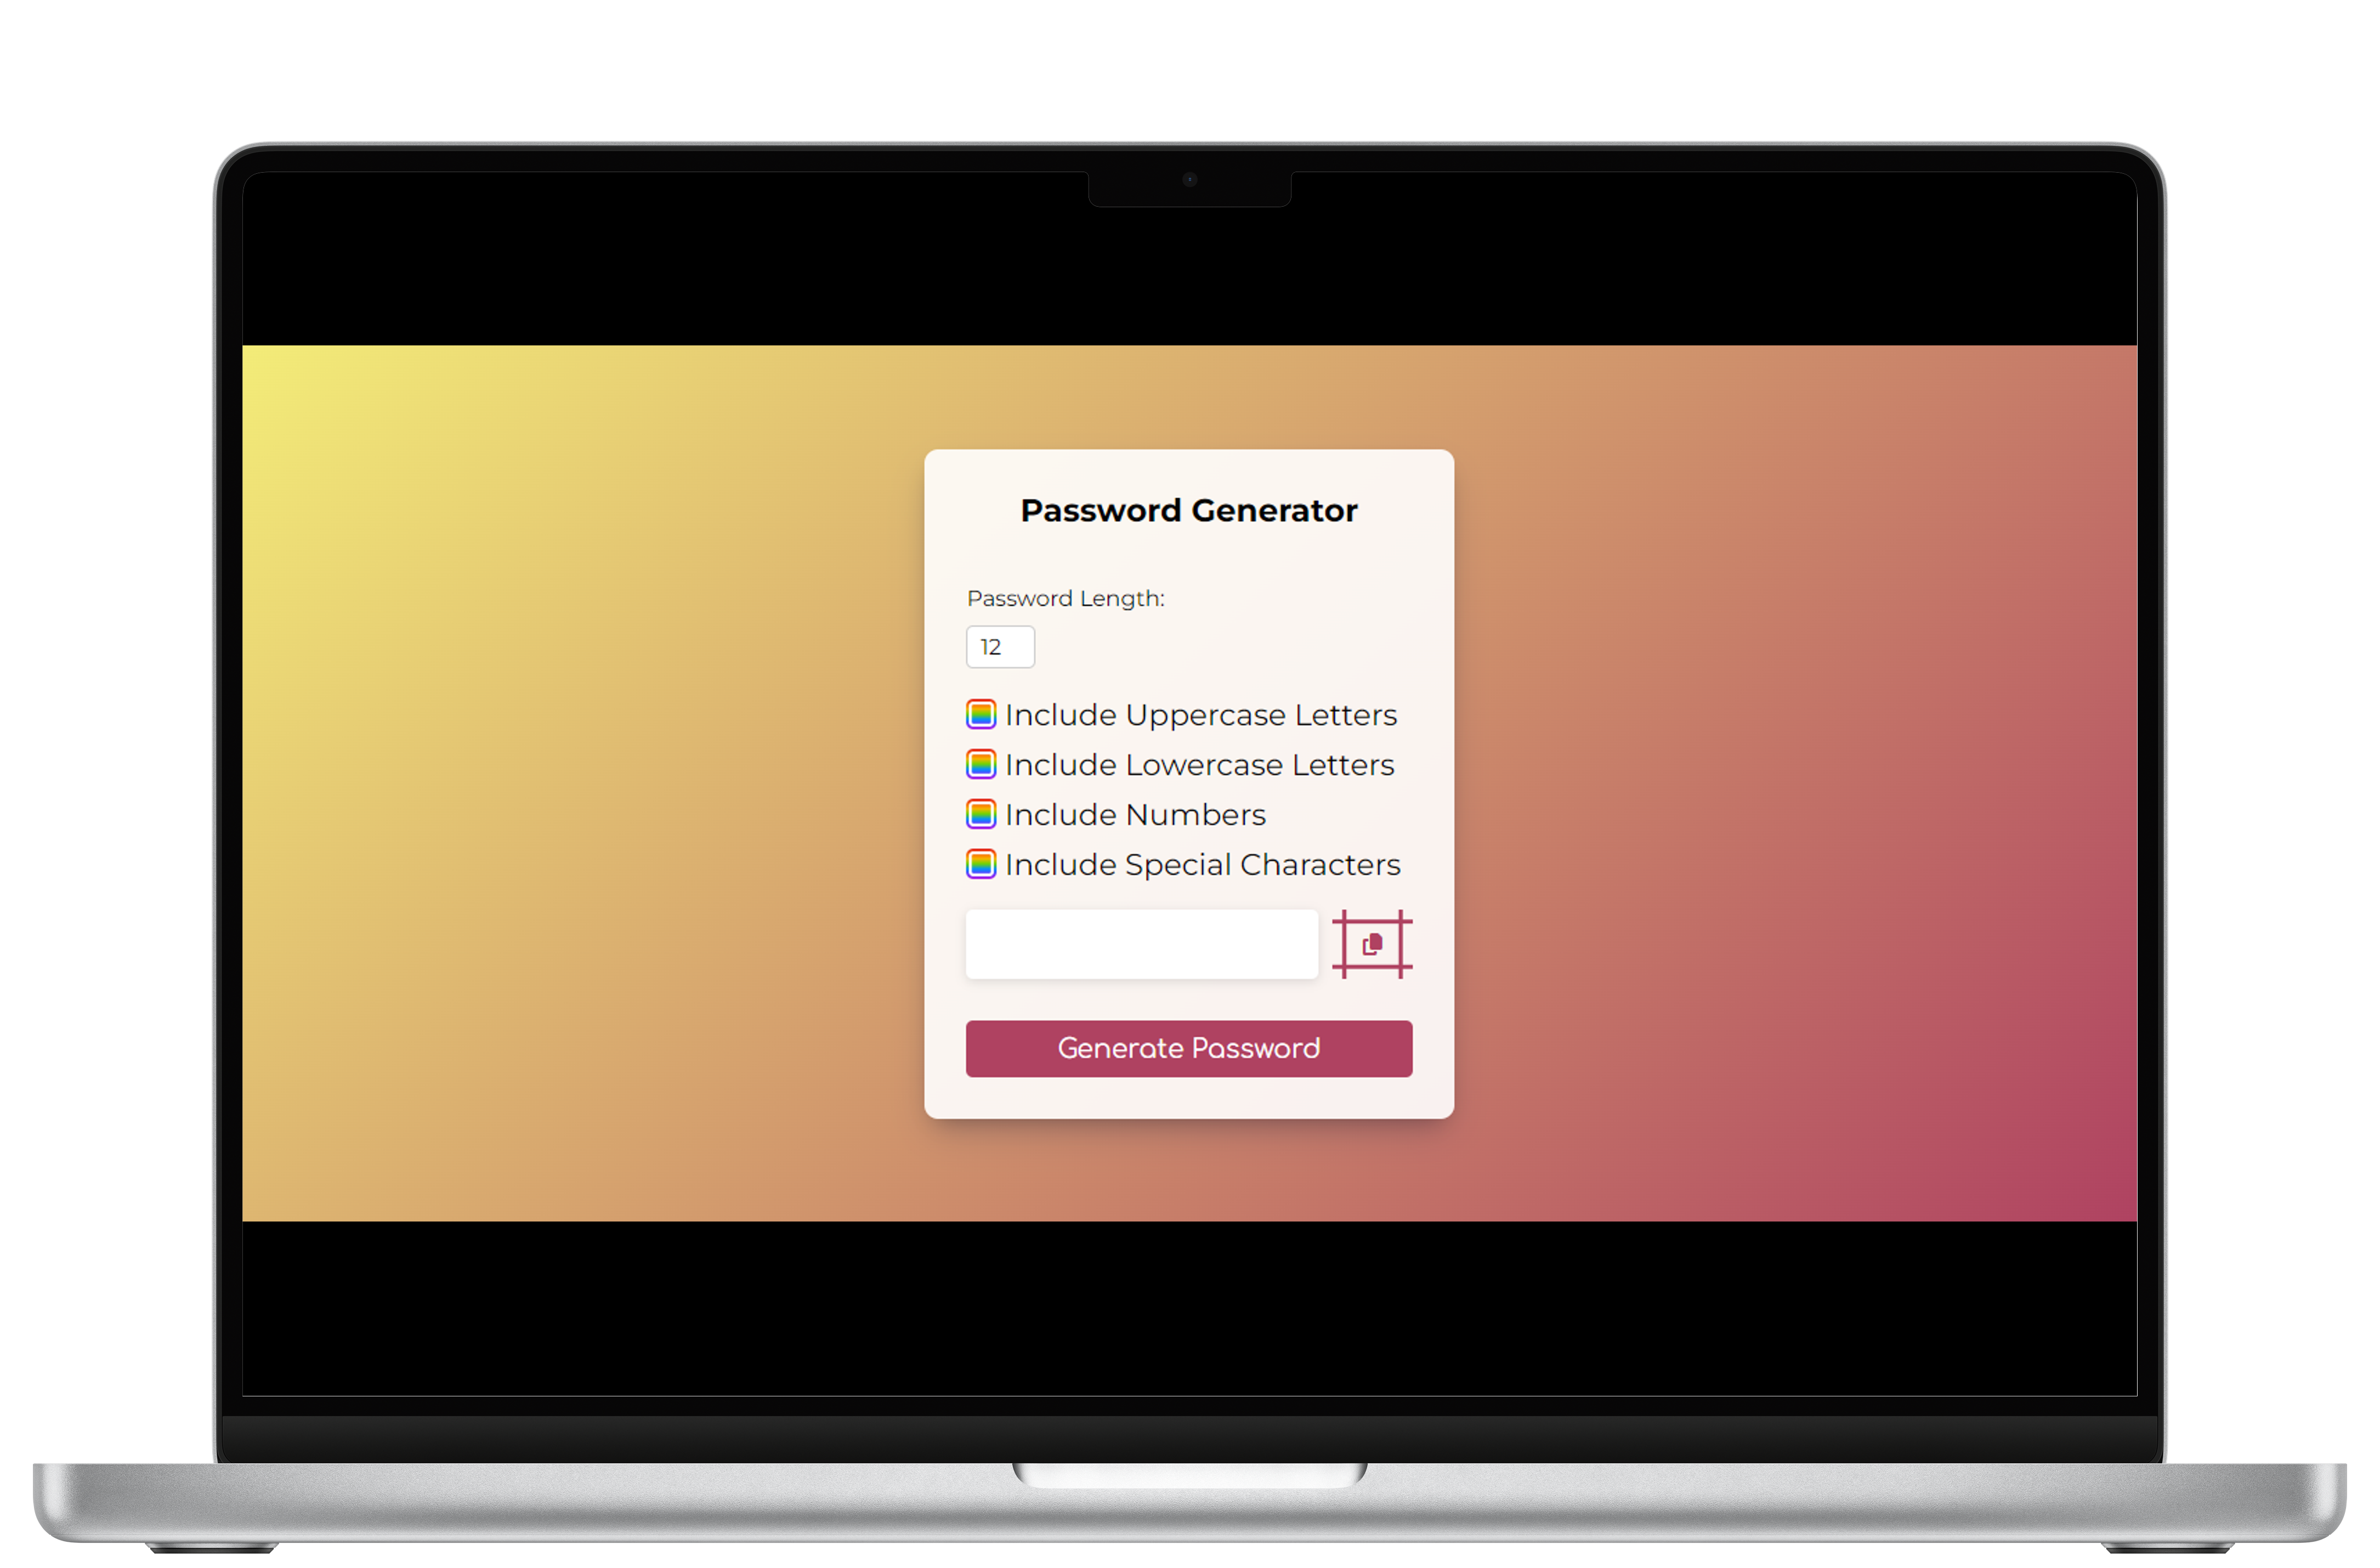 Password Generator
Password Length:
12
Include Uppercase Letters
Include Lowercase Letters
Include Numbers
Include Special Characters
Generate Password